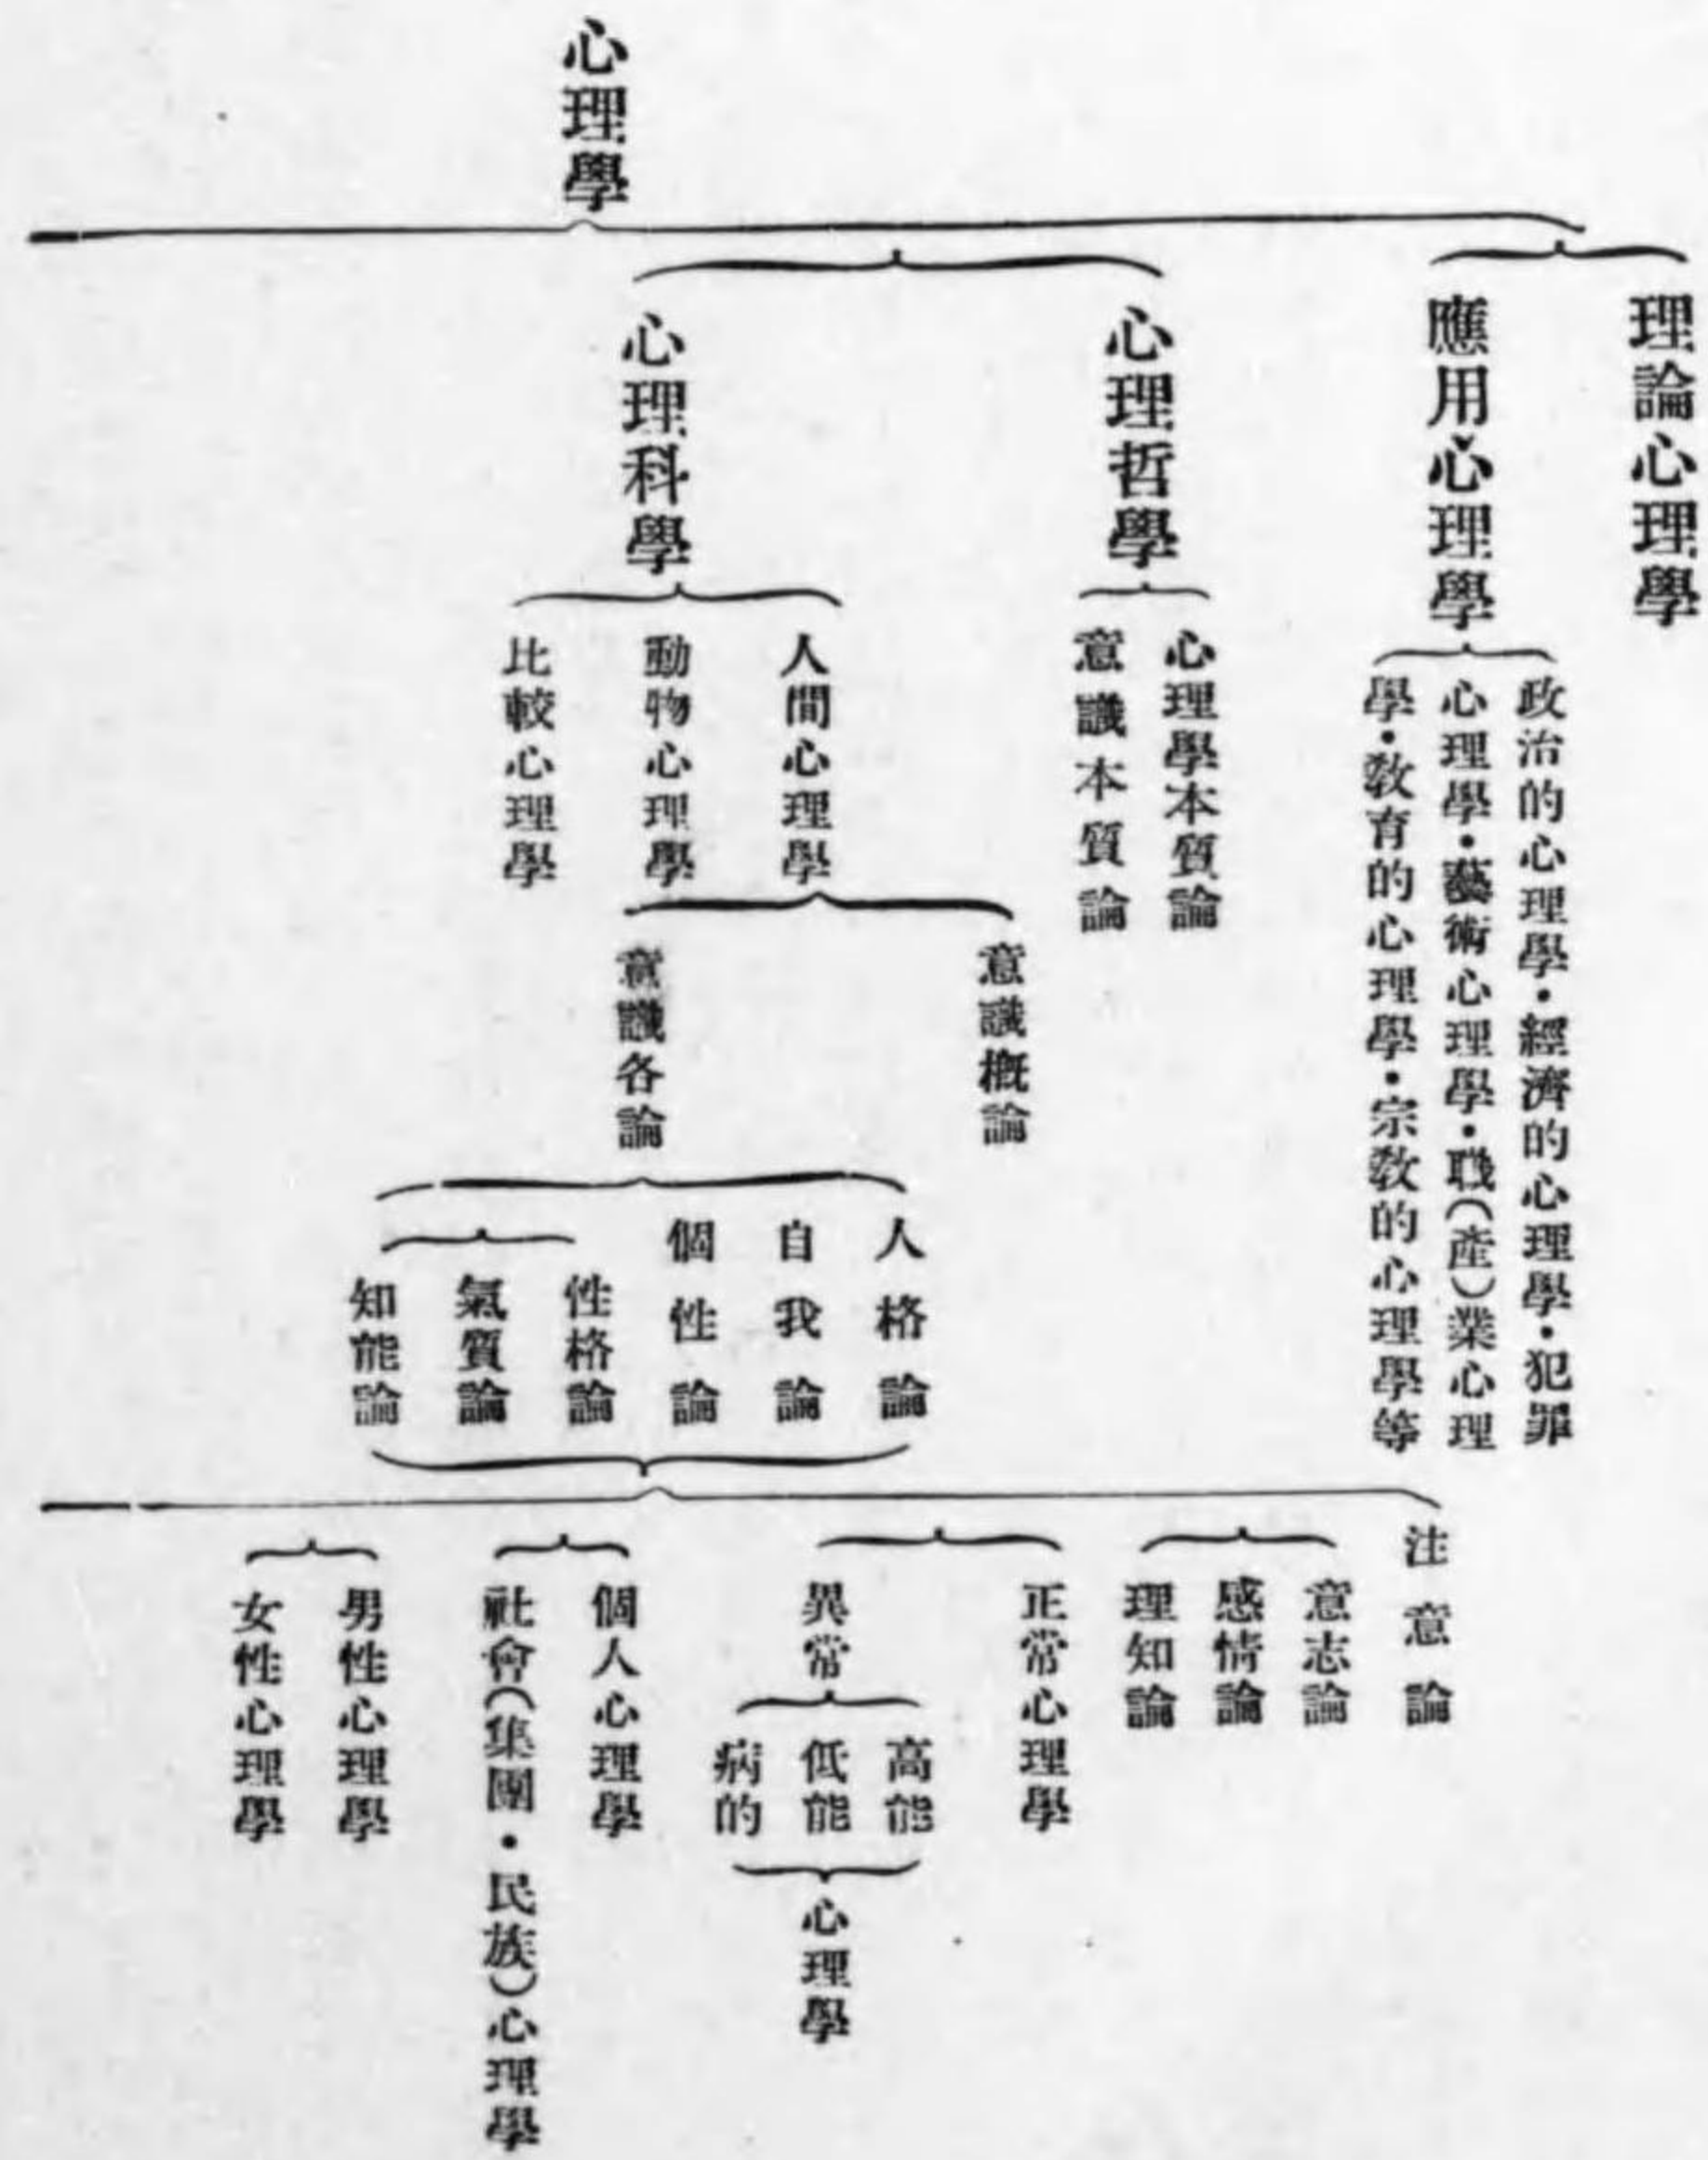 心理學
理論心理學
應用心理學
政治的心理學・經濟的心理學・犯罪
心理學・藝術心理學・職(產)業心理
學・敎育的心理學・宗敎的心理學等
心理哲學
心理學本質論
意識本質論
心理科學
人間心理學
動物心理學
比較心理學
意識槪論
意識各論
人格論
自我論
個性論
性格論
氣質論
知能論
注意論
意志論
感情論
理知論
正常心理學
異常
高能
低能
病的
心理學
個人心理學
社會(集團・民族)心理學
男性心理學
女性心理學